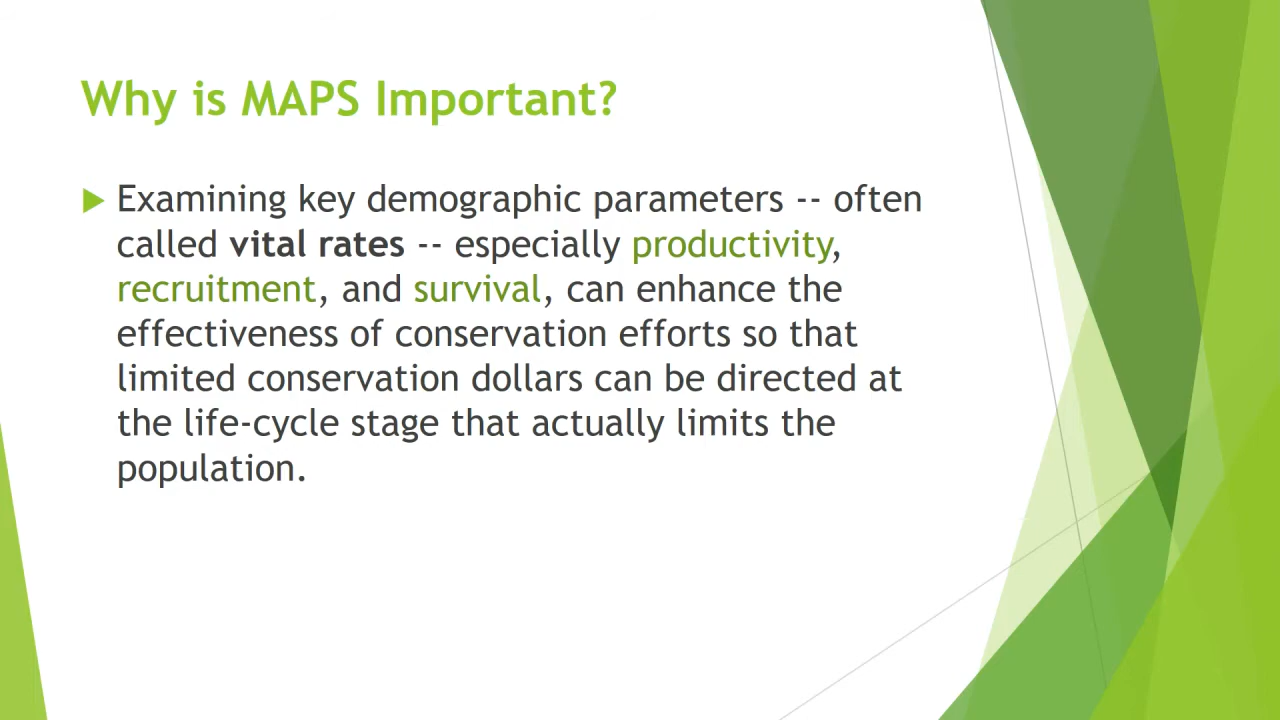 Why is MAPS Important?
Examining key demographic parameters -- often
called vital rates -- especially productivity,
recruitment, and survival, can enhance the
effectiveness of conservation efforts so that
limited conservation dollars can be directed at
the life-cycle stage that actually limits the
population.